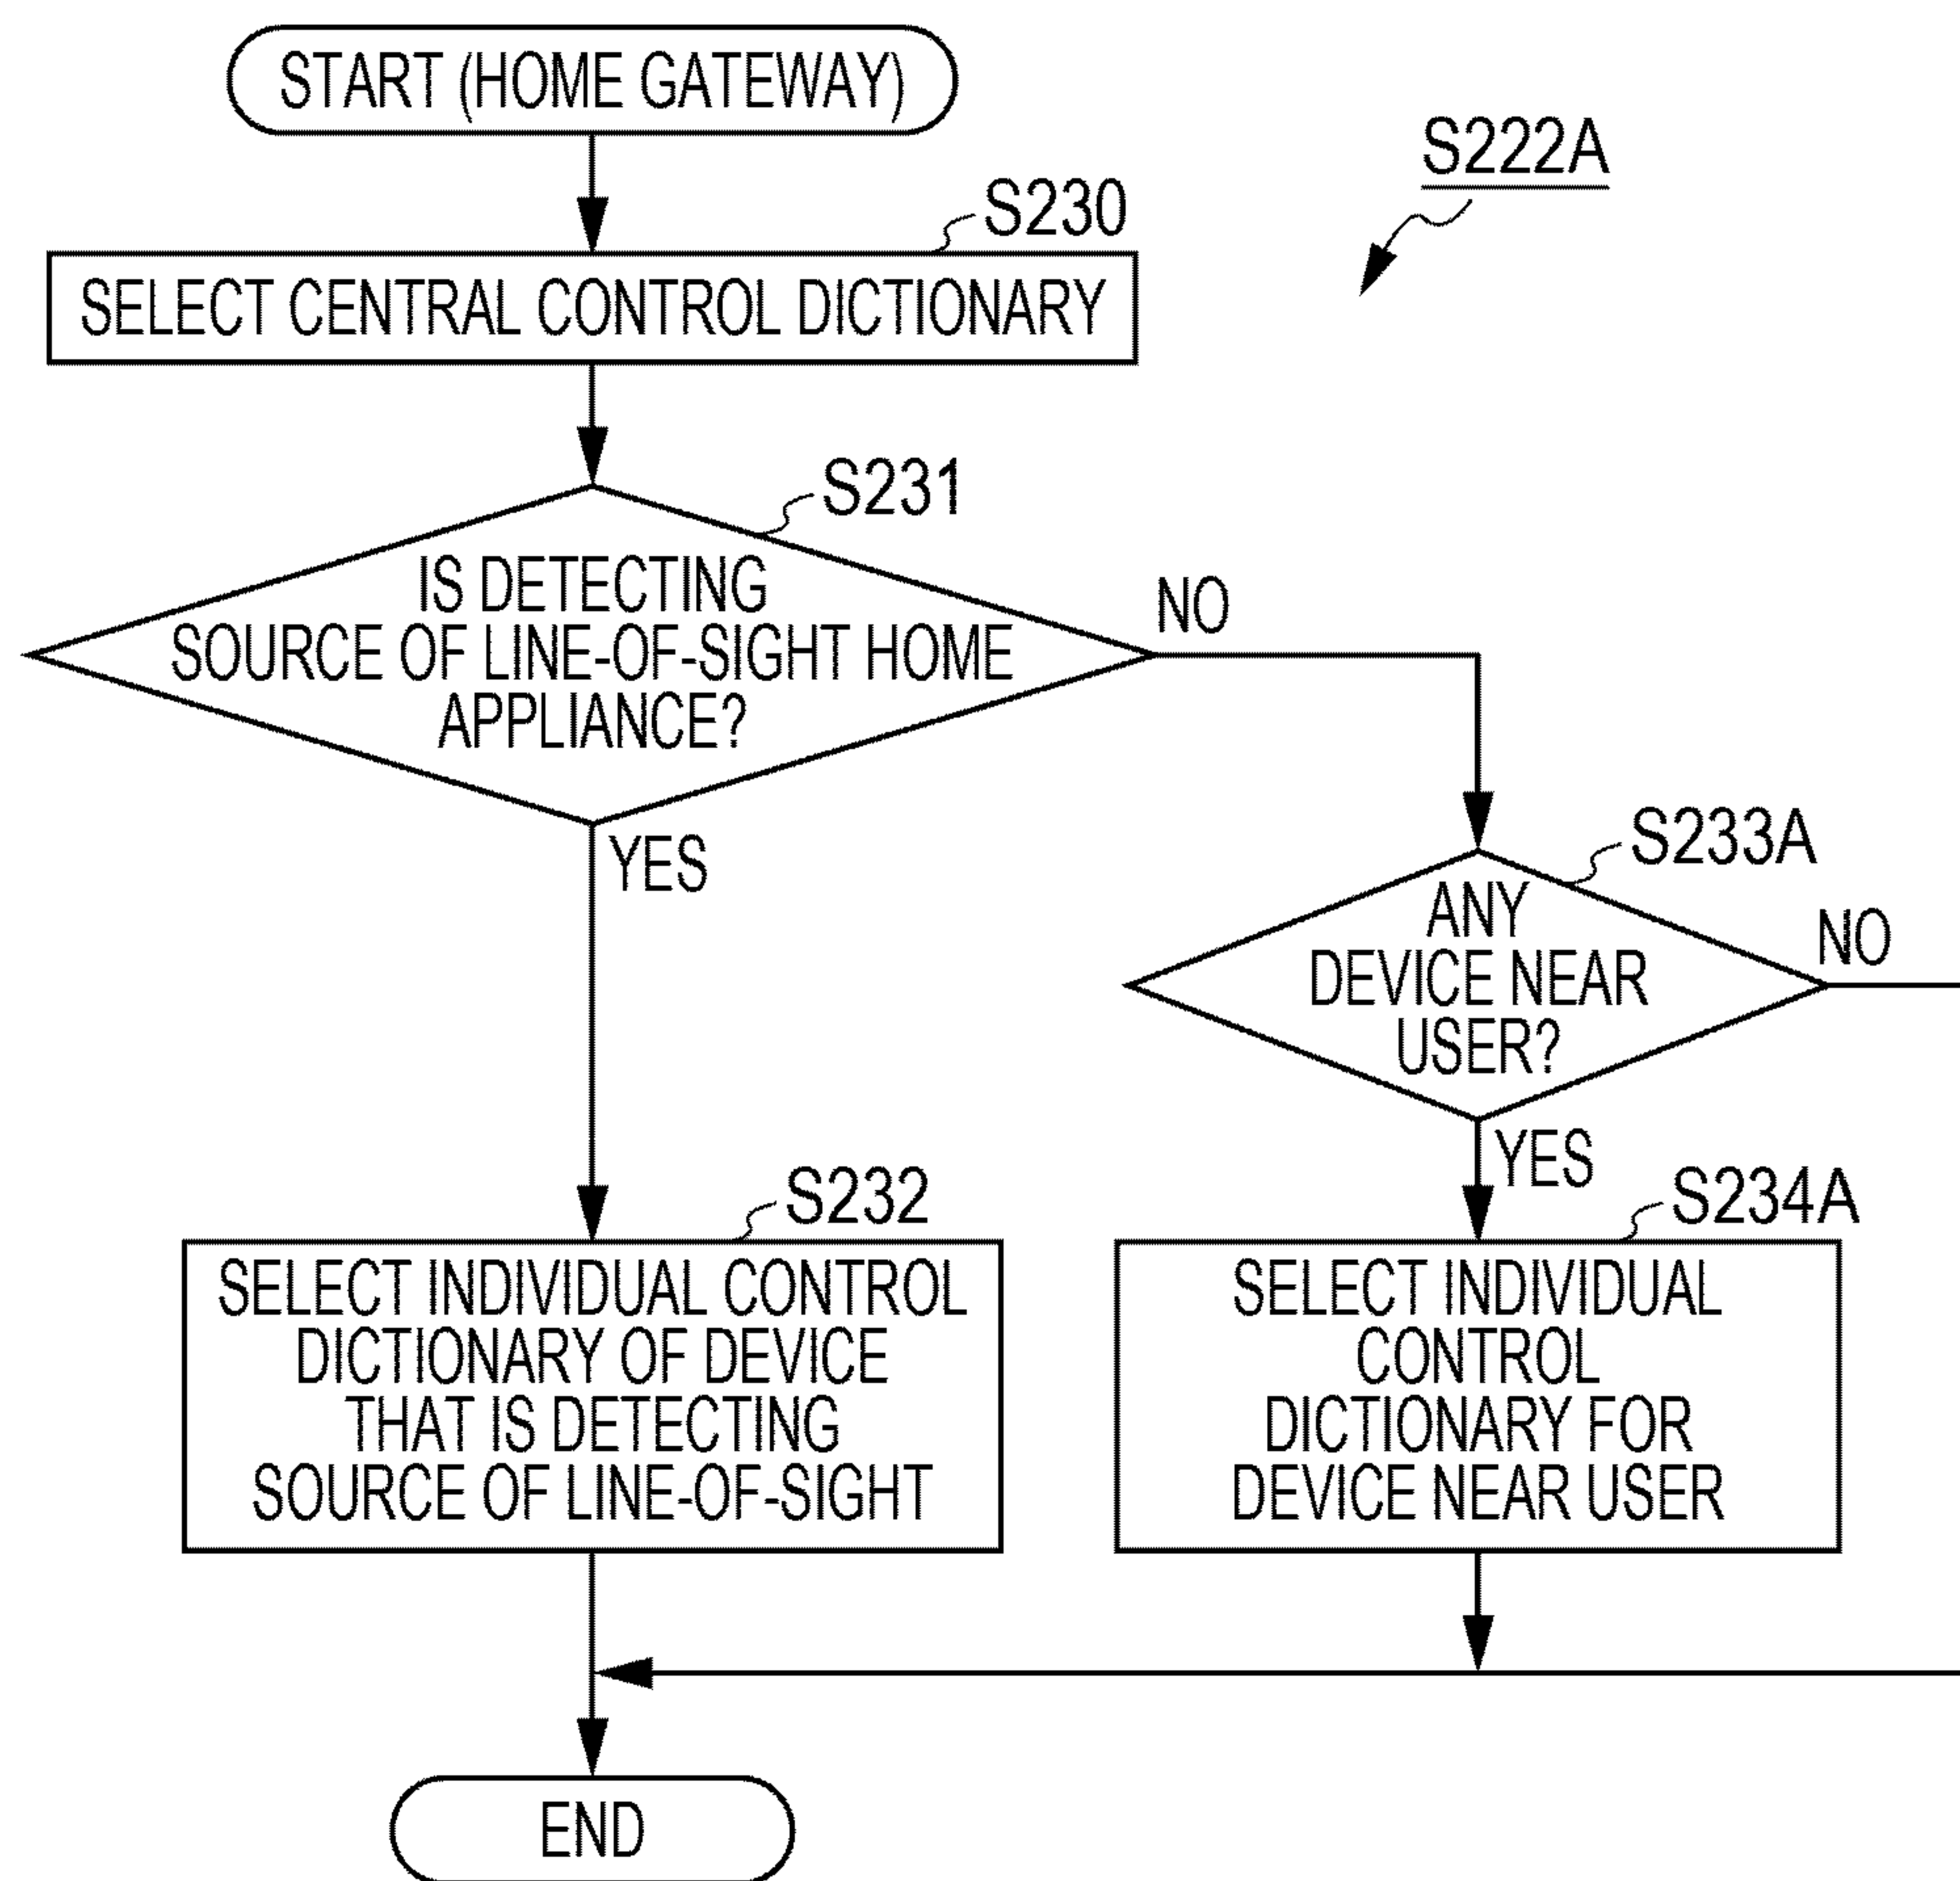 START (HOME GATEWAY)
S222A
S230
SELECT CENTRAL CONTROL DICTIONARY
S231
IS DETECTING
SOURCE OF LINE-OF-SIGHT HOME
APPLIANCE?
NO
YES
S233A
ANY
DEVICE NEAR
USER?
NO
YES
S232
SELECT INDIVIDUAL CONTROL
DICTIONARY OF DEVICE
THAT IS DETECTING
SOURCE OF LINE-OF-SIGHT
S234A
SELECT INDIVIDUAL
CONTROL
DICTIONARY FOR
DEVICE NEAR USER
END